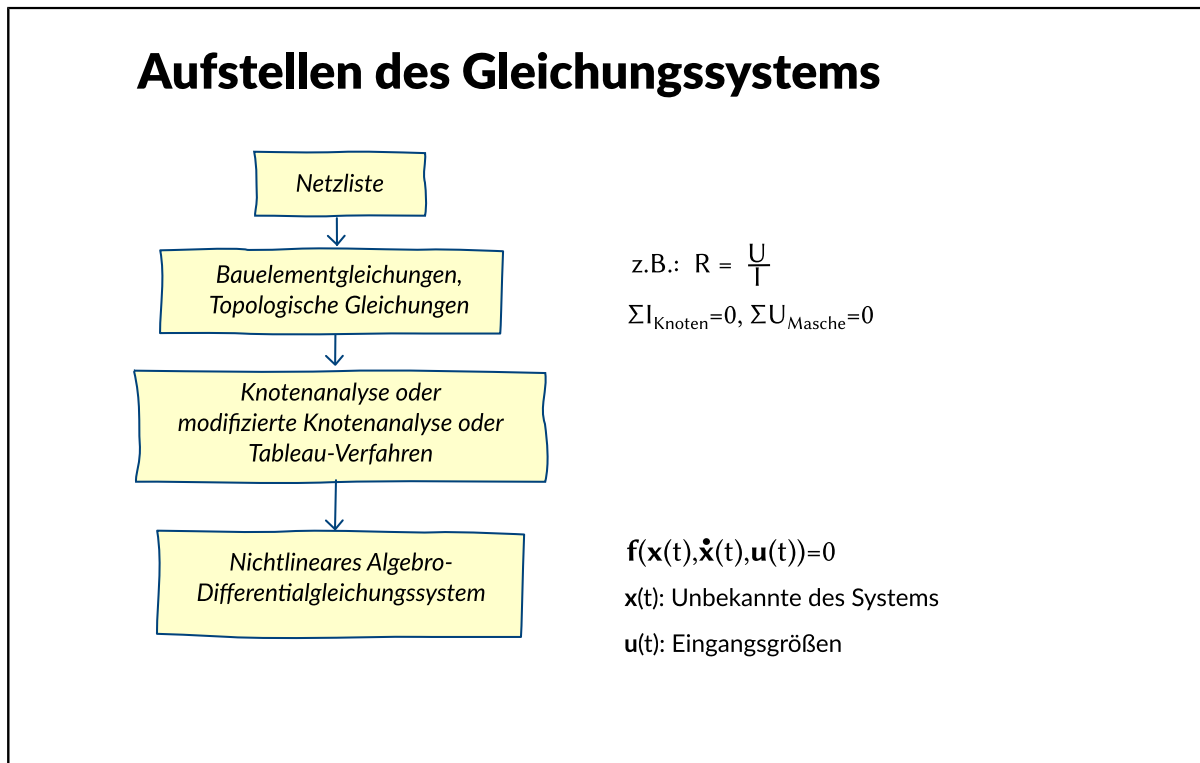 Aufstellen des Gleichungssystems
Netzliste
Bauelementgleichungen,
Topologische Gleichungen
z.B.: R = U/I
ΣI_Knoten=0, ΣU_Masche=0
Knotenanalyse oder
modifizierte Knotenanalyse oder
Tableau-Verfahren
Nichtlineares Algebro-
Differentialgleichungssystem
f(x(t),ẋ(t),u(t))=0
x(t): Unbekannte des Systems
u(t): Eingangsgrößen